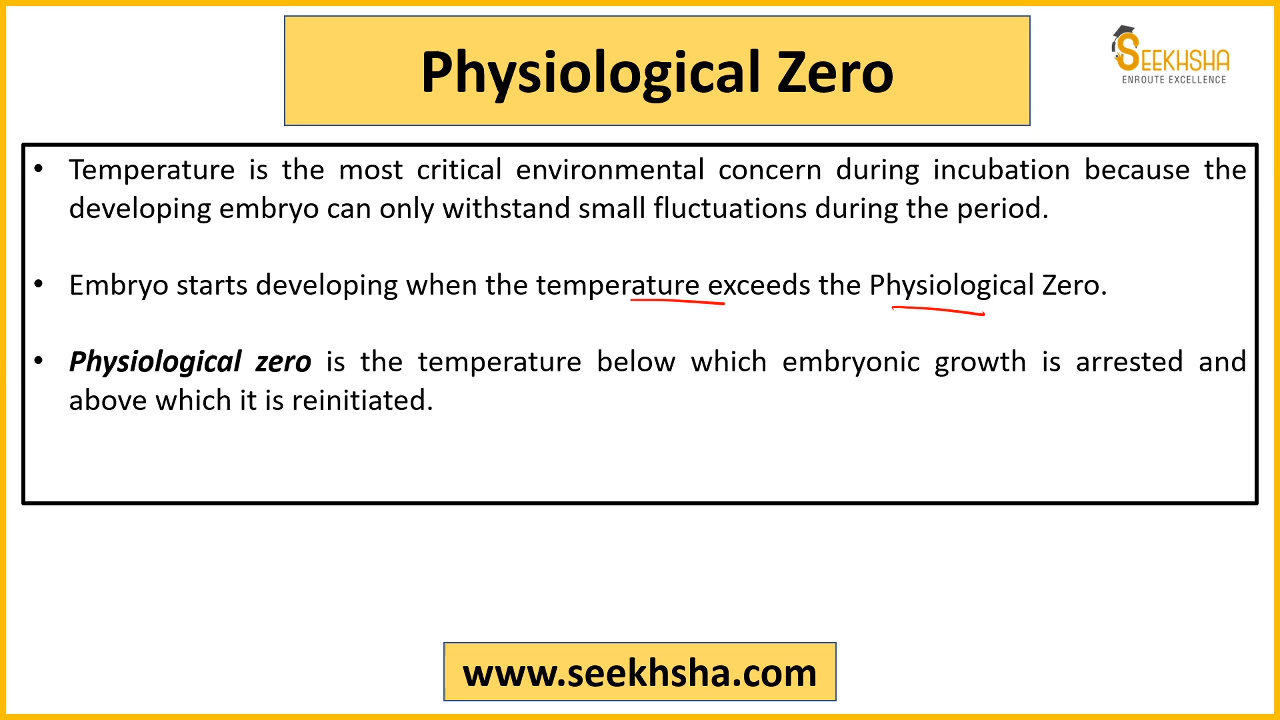 Physiological Zero
SEEKHSHA
ENROUTE EXCELLENCE
• Temperature is the most critical environmental concern during incubation because the
developing embryo can only withstand small fluctuations during the period.
• Embryo starts developing when the temperature exceeds the Physiological Zero.
• Physiological zero is the temperature below which embryonic growth is arrested and
above which it is reinitiated.
www.seekhsha.com